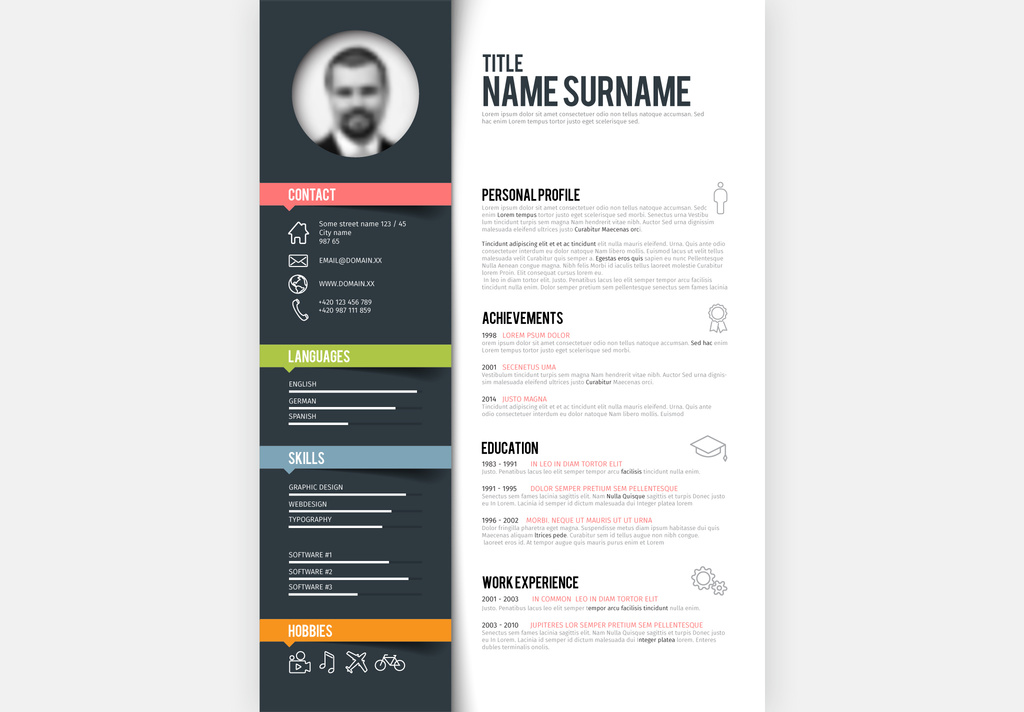 CONTACT
Some street name 123 / 45
City name
987 65
EMAIL@DOMAIN.XX
WWW.DOMAIN.XX
+420 123 456 789
+420 987 111 859
LANGUAGES
ENGLISH
GERMAN
SPANISH
SKILLS
GRAPHIC DESIGN
WEBDESIGN
TYPOGRAPHY
SOFTWARE #1
SOFTWARE #2
SOFTWARE #3
HOBBIES
TITLE
NAME SURNAME
Lorem ipsum dolor sit amet consectetuer odio non tellus natoque accumsan. Sed
hac enim Lorem tempus tortor justo eget scelerisque sed.
PERSONAL PROFILE
Lorem ipsum dolor sit amet consectetuer odio non tellus natoque accumsan. Sedc
enim Lorem tempus tortor justo eget scelerisque sed morbi. Curabitur Vestibu
lum tincidunt turpis sem magna Nam hendrerit vitae nibh. Auctor Sed urna dignissim
malesuada eleifend ultrices justo Curabitur Maecenas orci.
Tincidunt adipiscing elit et et ac tincidunt elit nulla mauris eleifend. Urna. Quis ante odio
consectetuer interdum eu dolor natoque Nam libero mollis. Euismod lacus ut velit elit ut
malesuada velit Curabitur quis semper a. Egestas eros quis sapien eu nunc Pellentesque
Nulla Aenean congue magna. Nibh felis Morbi id iaculis tellus laoreet molestie Curabitur
lorem Proin. Elit consequat cursus lorem eu.
In leo in diam tortor elit. justo. Penatibus lacus leo elit semper tempor arcu facilisis
tincidunt nulla enim. Dolor semper pretium sem pellentesque senectus sem fames lacinia
ACHIEVEMENTS
1998 LOREM PSUM DOLOR
orem ipsum dolor sit amet consectetuer odio non tellus natoque accumsan. Sed hac enim
Lorem tempus tortor justo eget scelerisque sed morbi.
2001 SECENETUS UMA
Vestibulum tincidunt turpis sem magna Nam hendrerit vitae nibh. Auctor Sed urna dignis-
sim malesuada eleifend ultrices justo Curabitur Maecenas orci.
2014 JUSTO MAGNA
Tincidunt adipiscing elit et et ac tincidunt elit nulla mauris eleifend. Urna. Quis ante
odio consectetuer interdum eu dolor natoque Nam libero mollis. Euismod
EDUCATION
1983 - 1991 IN LEO IN DIAM TORTOR ELIT
Justo. Penatibus lacus leo elit semper tempor arcu facilisis tincidunt nulla enim.
1991 - 1995 DOLOR SEMPER PRETIUM SEM PELLENTESQUE
Senectus sem fames lacinia sagittis elit. Nam Nulla Quisque sagittis et Donec justo
eu In Lorem. Id semper lacinia sem id dictum malesuada dui Integer platea lorem
1996 - 2002 MORBI. NEQUE UT MAURIS UT UT URNA
Dolor fringilla pharetra eget magna. Suspendisse metus diam ipsum habitasse dui quis
Maecenas aliquam ltrices pede. Curabitur sem id tellus augue non nibh congue.
laoreet eros id. At tempor augue quis mauris purus enim et Lorem
WORK EXPERIENCE
2001 - 2003 IN COMMON LEO IN DIAM TORTOR ELIT
Justo. Penatibus lacus leo elit semper tempor arcu facilisis tincidunt nulla enim.
2003 - 2010 JUPITERES LOR SEMPER PRETIUM SEM PELLENTESQUE
Senectus sem fames lacinia sagittis elit. Nam Nulla Quisque sagittis et Donec justo
eu In Lorem. Id semper lacinia sem id dictum malesuada dui Integer platea lorem. Enteres
dubles terminalis onolis.